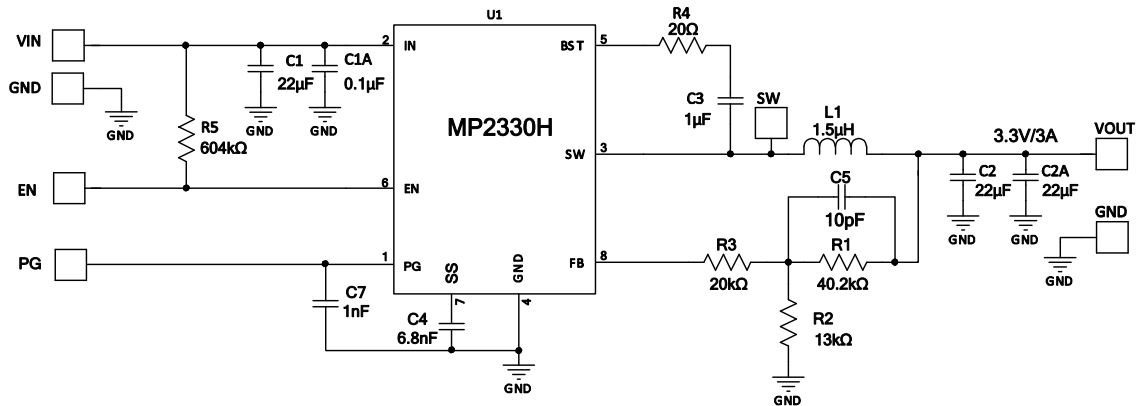 U1
VIN
2
IN
BST
5
R4
20Ω
GND
GND
C1
22µF
GND
C1A
0.1µF
GND
R5
604kΩ
MP2330H
C3
1µF
SW
L1
1.5µH
SW
3
3.3V/3A
VOUT
EN
6
EN
C5
10pF
C2
22µF
GND
C2A
22µF
GND
GND
GND
PG
1
PG
SS
GND
FB
8
R3
20kΩ
R1
40.2kΩ
C7
1nF
7
4
C4
6.8nF
GND
R2
13kΩ
GND